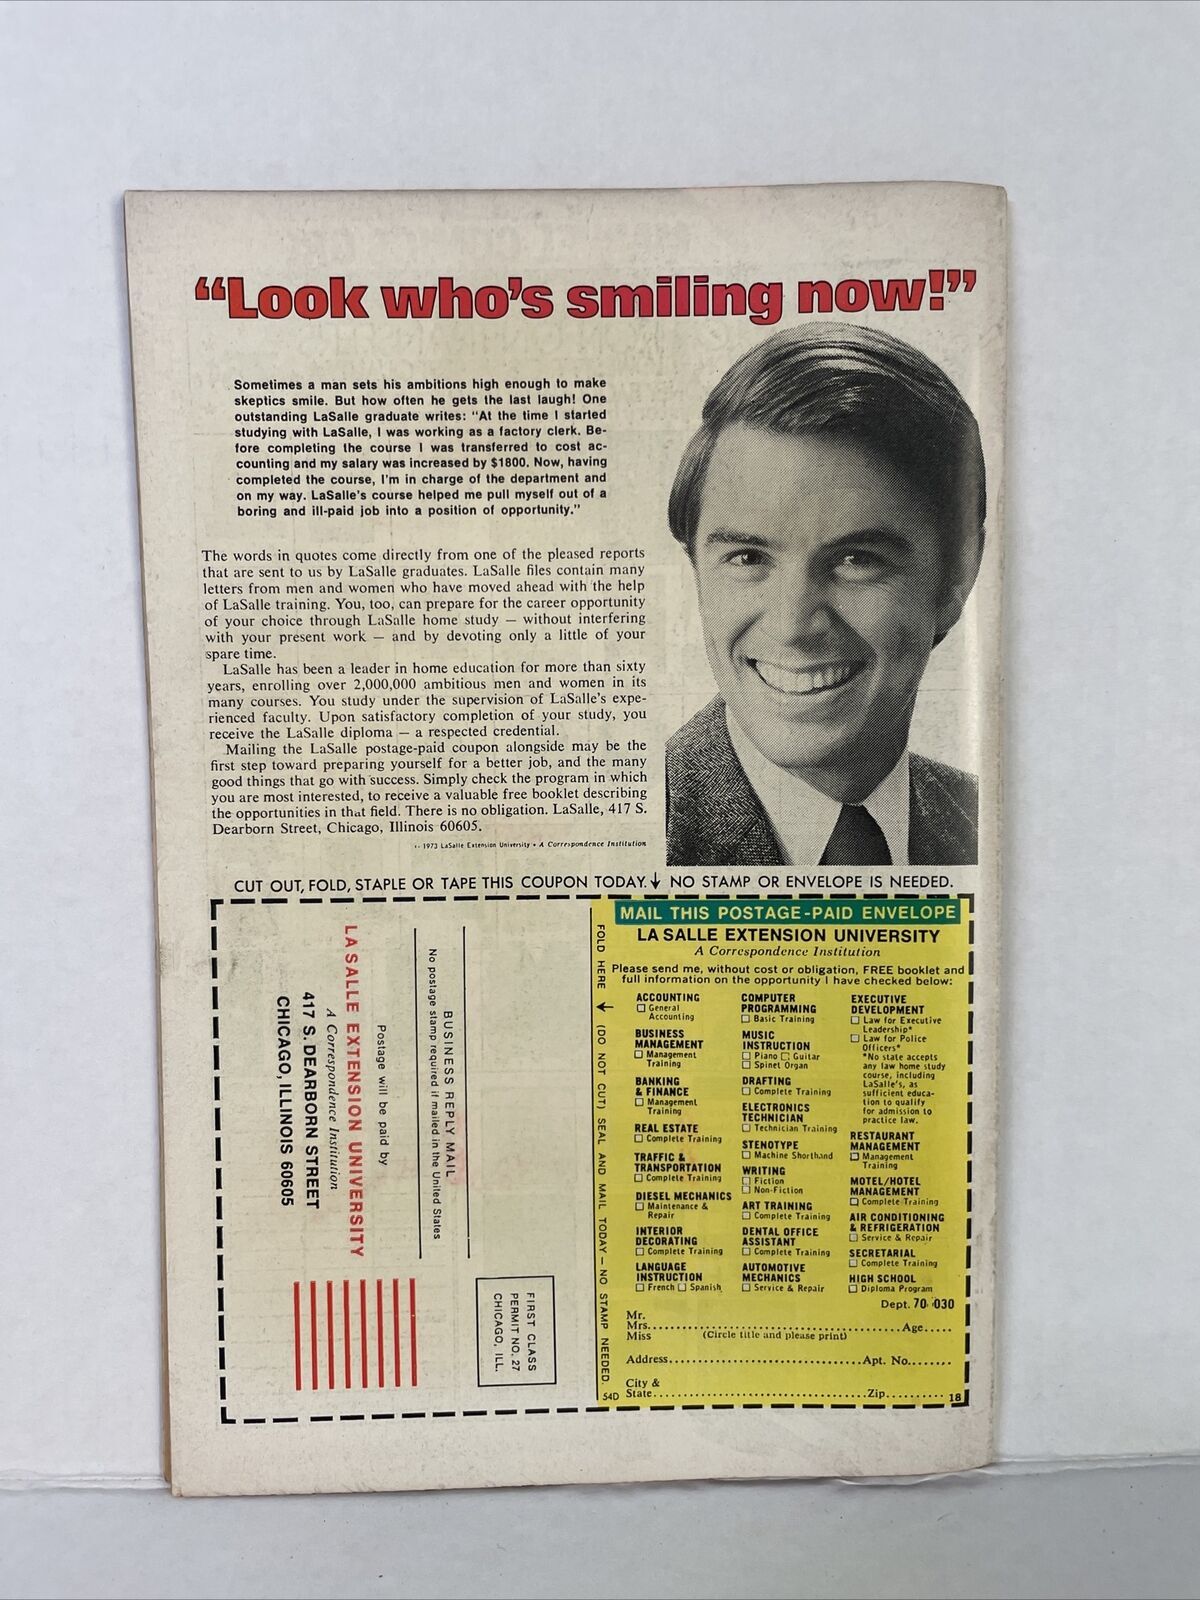 “Look who’s smiling now!”
Sometimes a man sets his ambitions high enough to make
skeptics smile. But how often he gets the last laugh! One
outstanding LaSalle graduate writes: “At the time I started
studying with LaSalle, I was working as a factory clerk. Be-
fore completing the course I was transferred to cost ac-
counting and my salary was increased by $1800. Now, having
completed the course, I’m in charge of the department and
on my way. LaSalle’s course helped me pull myself out of a
boring and ill-paid job into a position of opportunity.”
The words in quotes come directly from one of the pleased reports
that are sent to us by LaSalle graduates. LaSalle files contain many
letters from men and women who have moved ahead with the help
of LaSalle training. You, too, can prepare for the career opportunity
of your choice through LaSalle home study — without interfering
with your present work — and by devoting only a little of your
spare time.
LaSalle has been a leader in home education for more than sixty
years, enrolling over 2,000,000 ambitious men and women in its
many courses. You study under the supervision of LaSalle’s expe-
rienced faculty. Upon satisfactory completion of your study, you
receive the LaSalle diploma — a respected credential.
Mailing the LaSalle postage-paid coupon alongside may be the
first step toward preparing yourself for a better job, and the many
good things that go with success. Simply check the program in which
you are most interested, to receive a valuable free booklet describing
the opportunities in that field. There is no obligation. LaSalle, 417 S.
Dearborn Street, Chicago, Illinois 60605.
1973 LaSalle Extension University • A Correspondence Institution
CUT OUT, FOLD, STAPLE OR TAPE THIS COUPON TODAY. ↓ NO STAMP OR ENVELOPE IS NEEDED.
FIRST CLASS
PERMIT NO. 27
CHICAGO, ILL.
BUSINESS REPLY MAIL
No postage stamp required if mailed in the United States
Postage will be paid by
LA SALLE EXTENSION UNIVERSITY
A Correspondence Institution
417 S. DEARBORN STREET
CHICAGO, ILLINOIS 60605
FOLD HERE → (DO NOT CUT) SEAL AND MAIL TODAY — NO STAMP NEEDED.
54D
MAIL THIS POSTAGE-PAID ENVELOPE
LA SALLE EXTENSION UNIVERSITY
A Correspondence Institution
Please send me, without cost or obligation, FREE booklet and
full information on the opportunity I have checked below:
ACCOUNTING
☐ General
Accounting
BUSINESS
MANAGEMENT
☐ Management
Training
BANKING
& FINANCE
☐ Management
Training
REAL ESTATE
☐ Complete Training
TRAFFIC &
TRANSPORTATION
☐ Complete Training
DIESEL MECHANICS
☐ Maintenance &
Repair
INTERIOR
DECORATING
☐ Complete Training
LANGUAGE
INSTRUCTION
☐ French ☐ Spanish
COMPUTER
PROGRAMMING
☐ Basic Training
MUSIC
INSTRUCTION
☐ Piano ☐ Guitar
☐ Spinet Organ
DRAFTING
☐ Complete Training
ELECTRONICS
TECHNICIAN
☐ Technician Training
STENOTYPE
☐ Machine Shorthand
WRITING
☐ Fiction
☐ Non-Fiction
ART TRAINING
☐ Complete Training
DENTAL OFFICE
ASSISTANT
☐ Complete Training
AUTOMOTIVE
MECHANICS
☐ Service & Repair
EXECUTIVE
DEVELOPMENT
☐ Law for Executive
Leadership*
☐ Law for Police
Officers*
*No state accepts
any law home study
course, including
LaSalle’s, as
sufficient educa-
tion to qualify
for admission to
practice law.
RESTAURANT
MANAGEMENT
☐ Management
Training
MOTEL/HOTEL
MANAGEMENT
☐ Complete Training
AIR CONDITIONING
& REFRIGERATION
☐ Service & Repair
SECRETARIAL
☐ Complete Training
HIGH SCHOOL
☐ Diploma Program
Dept. 70-030
Mr.
Mrs. Age
Miss (Circle title and please print)
Address Apt. No.
City &
State Zip
18